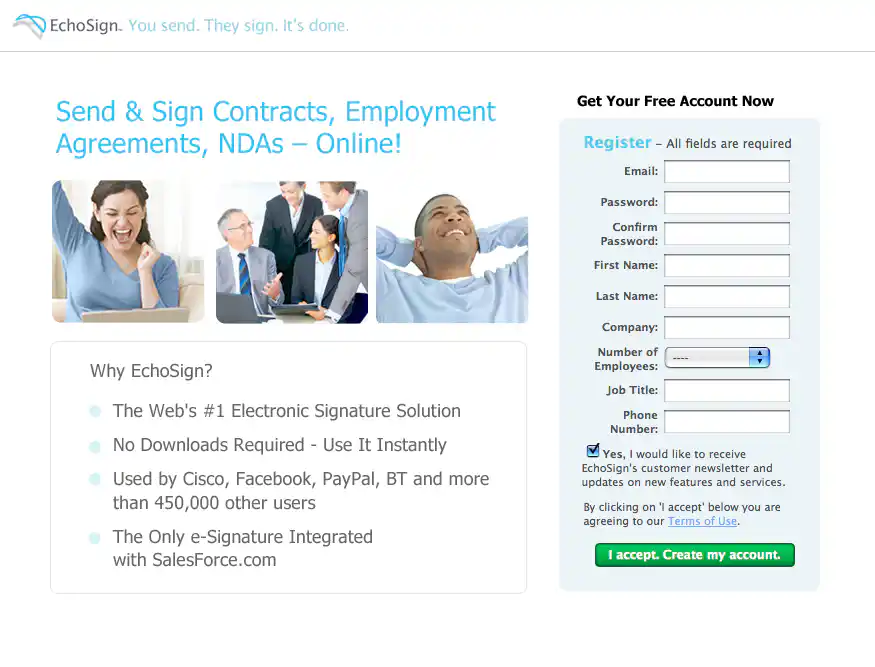 EchoSign™ You send. They sign. It's done.
Send & Sign Contracts, Employment
Agreements, NDAs – Online!
Why EchoSign?
The Web's #1 Electronic Signature Solution
No Downloads Required - Use It Instantly
Used by Cisco, Facebook, PayPal, BT and more
than 450,000 other users
The Only e-Signature Integrated
with SalesForce.com
Get Your Free Account Now
Register – All fields are required
Email:
Password:
Confirm
Password:
First Name:
Last Name:
Company:
Number of
Employees:
----
Job Title:
Phone
Number:
Yes, I would like to receive
EchoSign's customer newsletter and
updates on new features and services.
By clicking on 'I accept' below you are
agreeing to our Terms of Use.
I accept. Create my account.